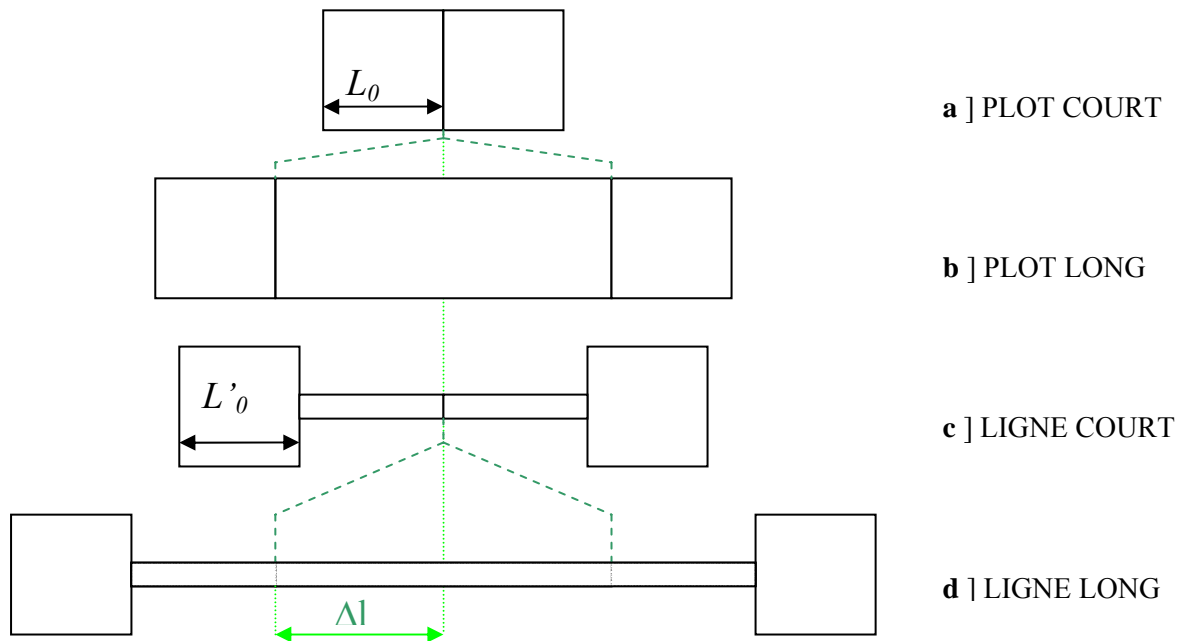 L0
a ] PLOT COURT
b ] PLOT LONG
L’0
c ] LIGNE COURT
d ] LIGNE LONG
Δl